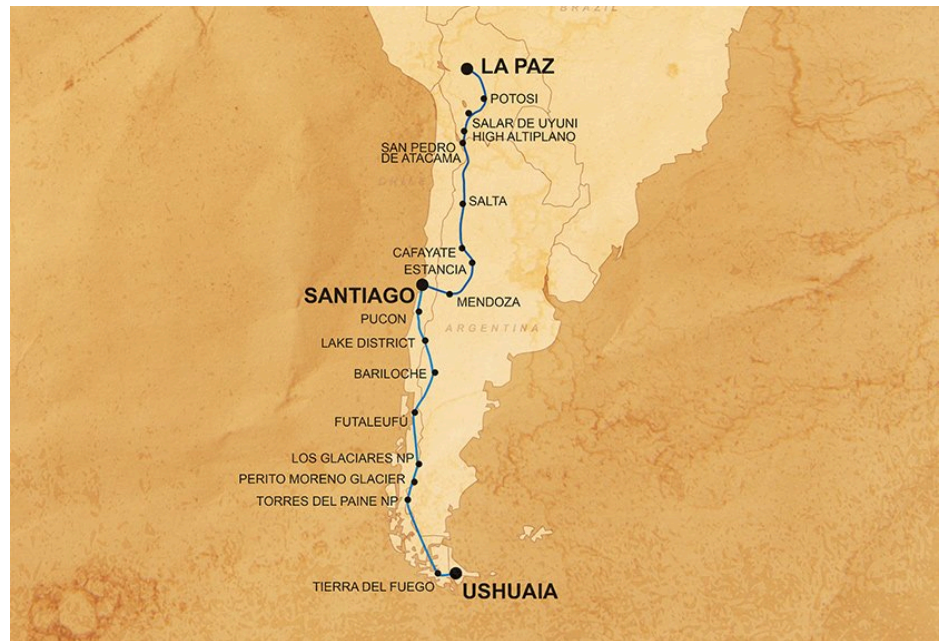 BRAZIL
LA PAZ
POTOSI
SALAR DE UYUNI
HIGH ALTIPLANO
SAN PEDRO
DE ATACAMA
CHILE
SALTA
CAFAYATE
ESTANCIA
SANTIAGO
MENDOZA
PUCON
ARGENTINA
LAKE DISTRICT
BARILOCHE
FUTALEUFÚ
LOS GLACIARES NP
PERITO MORENO GLACIER
TORRES DEL PAINE NP
TIERRA DEL FUEGO
USHUAIA